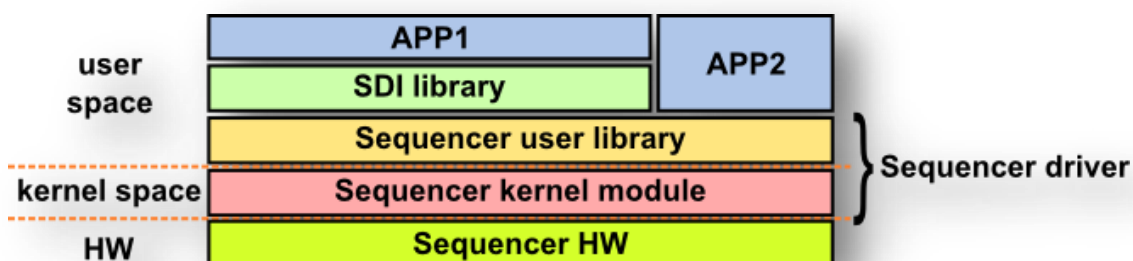 APP1
APP2
user
space
SDI library
Sequencer user library
Sequencer driver
kernel space
Sequencer kernel module
HW
Sequencer HW